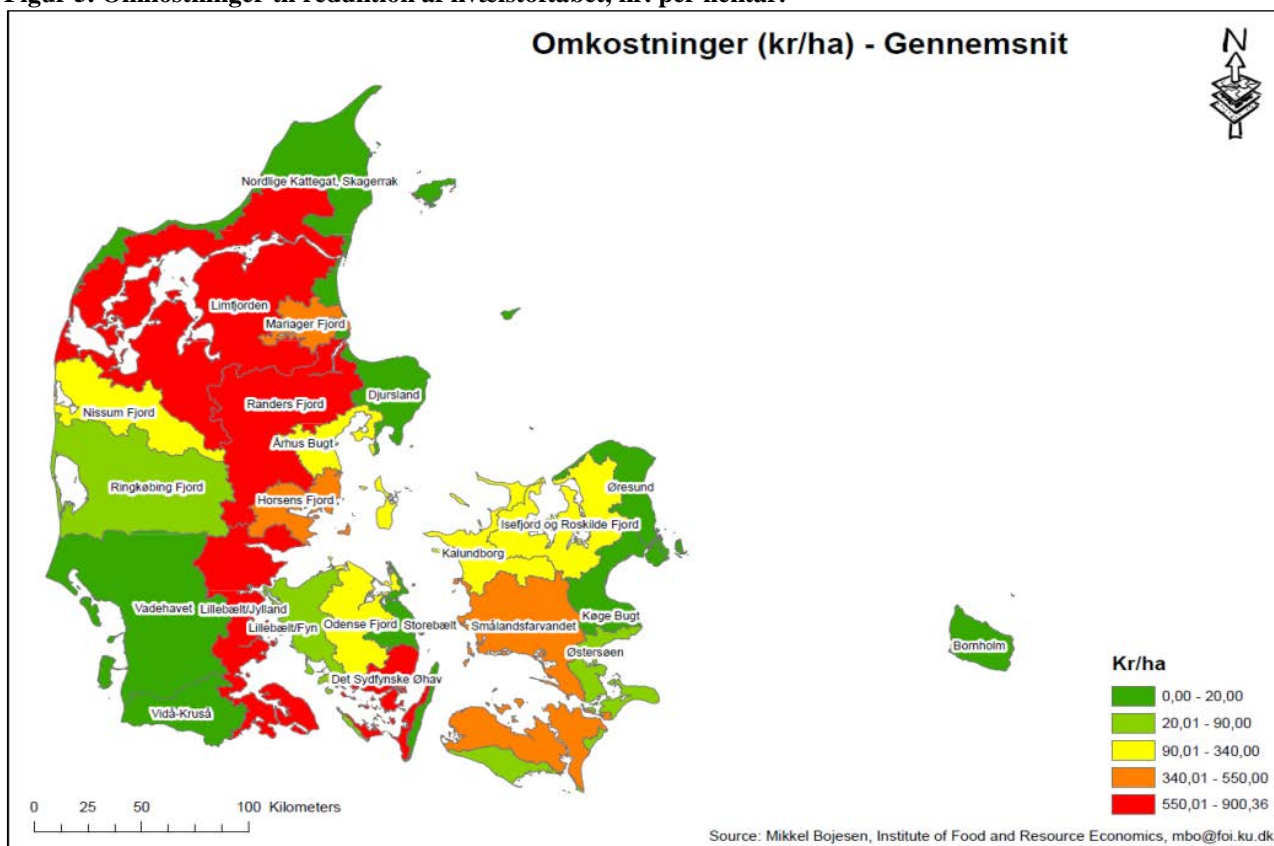 Omkostninger (kr/ha) - Gennemsnit
N
Nordlige Kattegat, Skagerrak
Limfjorden
Mariager Fjord
Djursland
Randers Fjord
Nissum Fjord
Århus Bugt
Ringkøbing Fjord
Horsens Fjord
Øresund
Isefjord og Roskilde Fjord
Kalundborg
Vadehavet
Lillebælt/Jylland
Lillebælt/Fyn
Odense Fjord
Storebælt
Smålandsfarvandet
Køge Bugt
Østersøen
Bornholm
Det Sydfynske Øhav
Vidå-Kruså
Kr/ha
0,00 - 20,00
20,01 - 90,00
90,01 - 340,00
340,01 - 550,00
550,01 - 900,36
0 25 50 100 Kilometers
Source: Mikkel Bojesen, Institute of Food and Resource Economics, mbo@foi.ku.dk